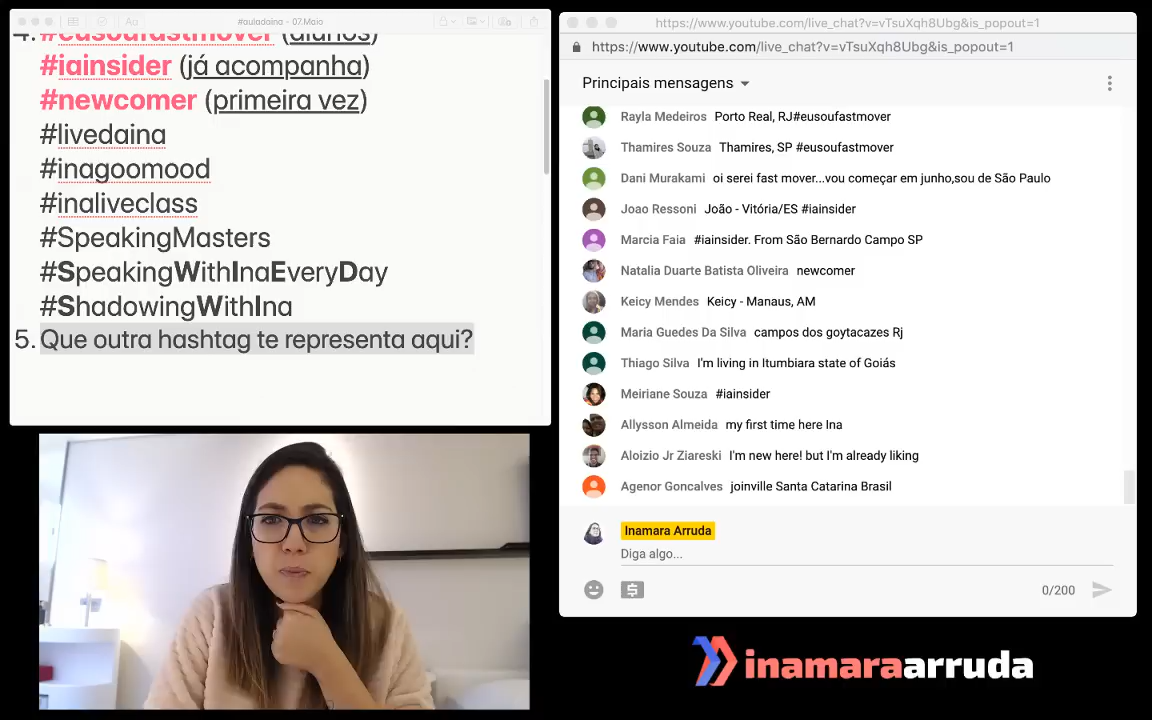 #auladaina - 07.Maio
4. #eusoufastmover (alunos)
#iainsider (já acompanha)
#newcomer (primeira vez)
#livedaina
#inagoomood
#inaliveclass
#SpeakingMasters
#SpeakingWithInaEveryDay
#ShadowingWithIna
5. Que outra hashtag te representa aqui?
https://www.youtube.com/live_chat?v=vTsuXqh8Ubg&is_popout=1
https://www.youtube.com/live_chat?v=vTsuXqh8Ubg&is_popout=1
Principais mensagens
Rayla Medeiros Porto Real, RJ#eusoufastmover
Thamires Souza Thamires, SP #eusoufastmover
Dani Murakami oi serei fast mover...vou começar em junho,sou de São Paulo
Joao Ressoni João - Vitória/ES #iainsider
Marcia Faia #iainsider. From São Bernardo Campo SP
Natalia Duarte Batista Oliveira newcomer
Keicy Mendes Keicy - Manaus, AM
Maria Guedes Da Silva campos dos goytacazes Rj
Thiago Silva I'm living in Itumbiara state of Goiás
Meiriane Souza #iainsider
Allysson Almeida my first time here Ina
Aloizio Jr Ziareski I'm new here! but I'm already liking
Agenor Goncalves joinville Santa Catarina Brasil
Inamara Arruda
Diga algo...
0/200
inamaraarruda